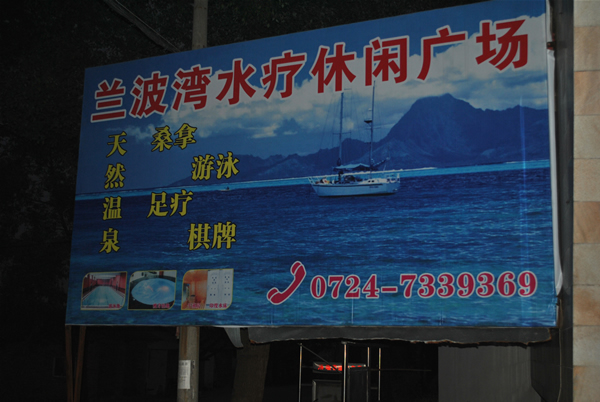 兰波湾水疗休闲广场
天然温泉
桑拿
游泳
足疗
棋牌
0724-7339369